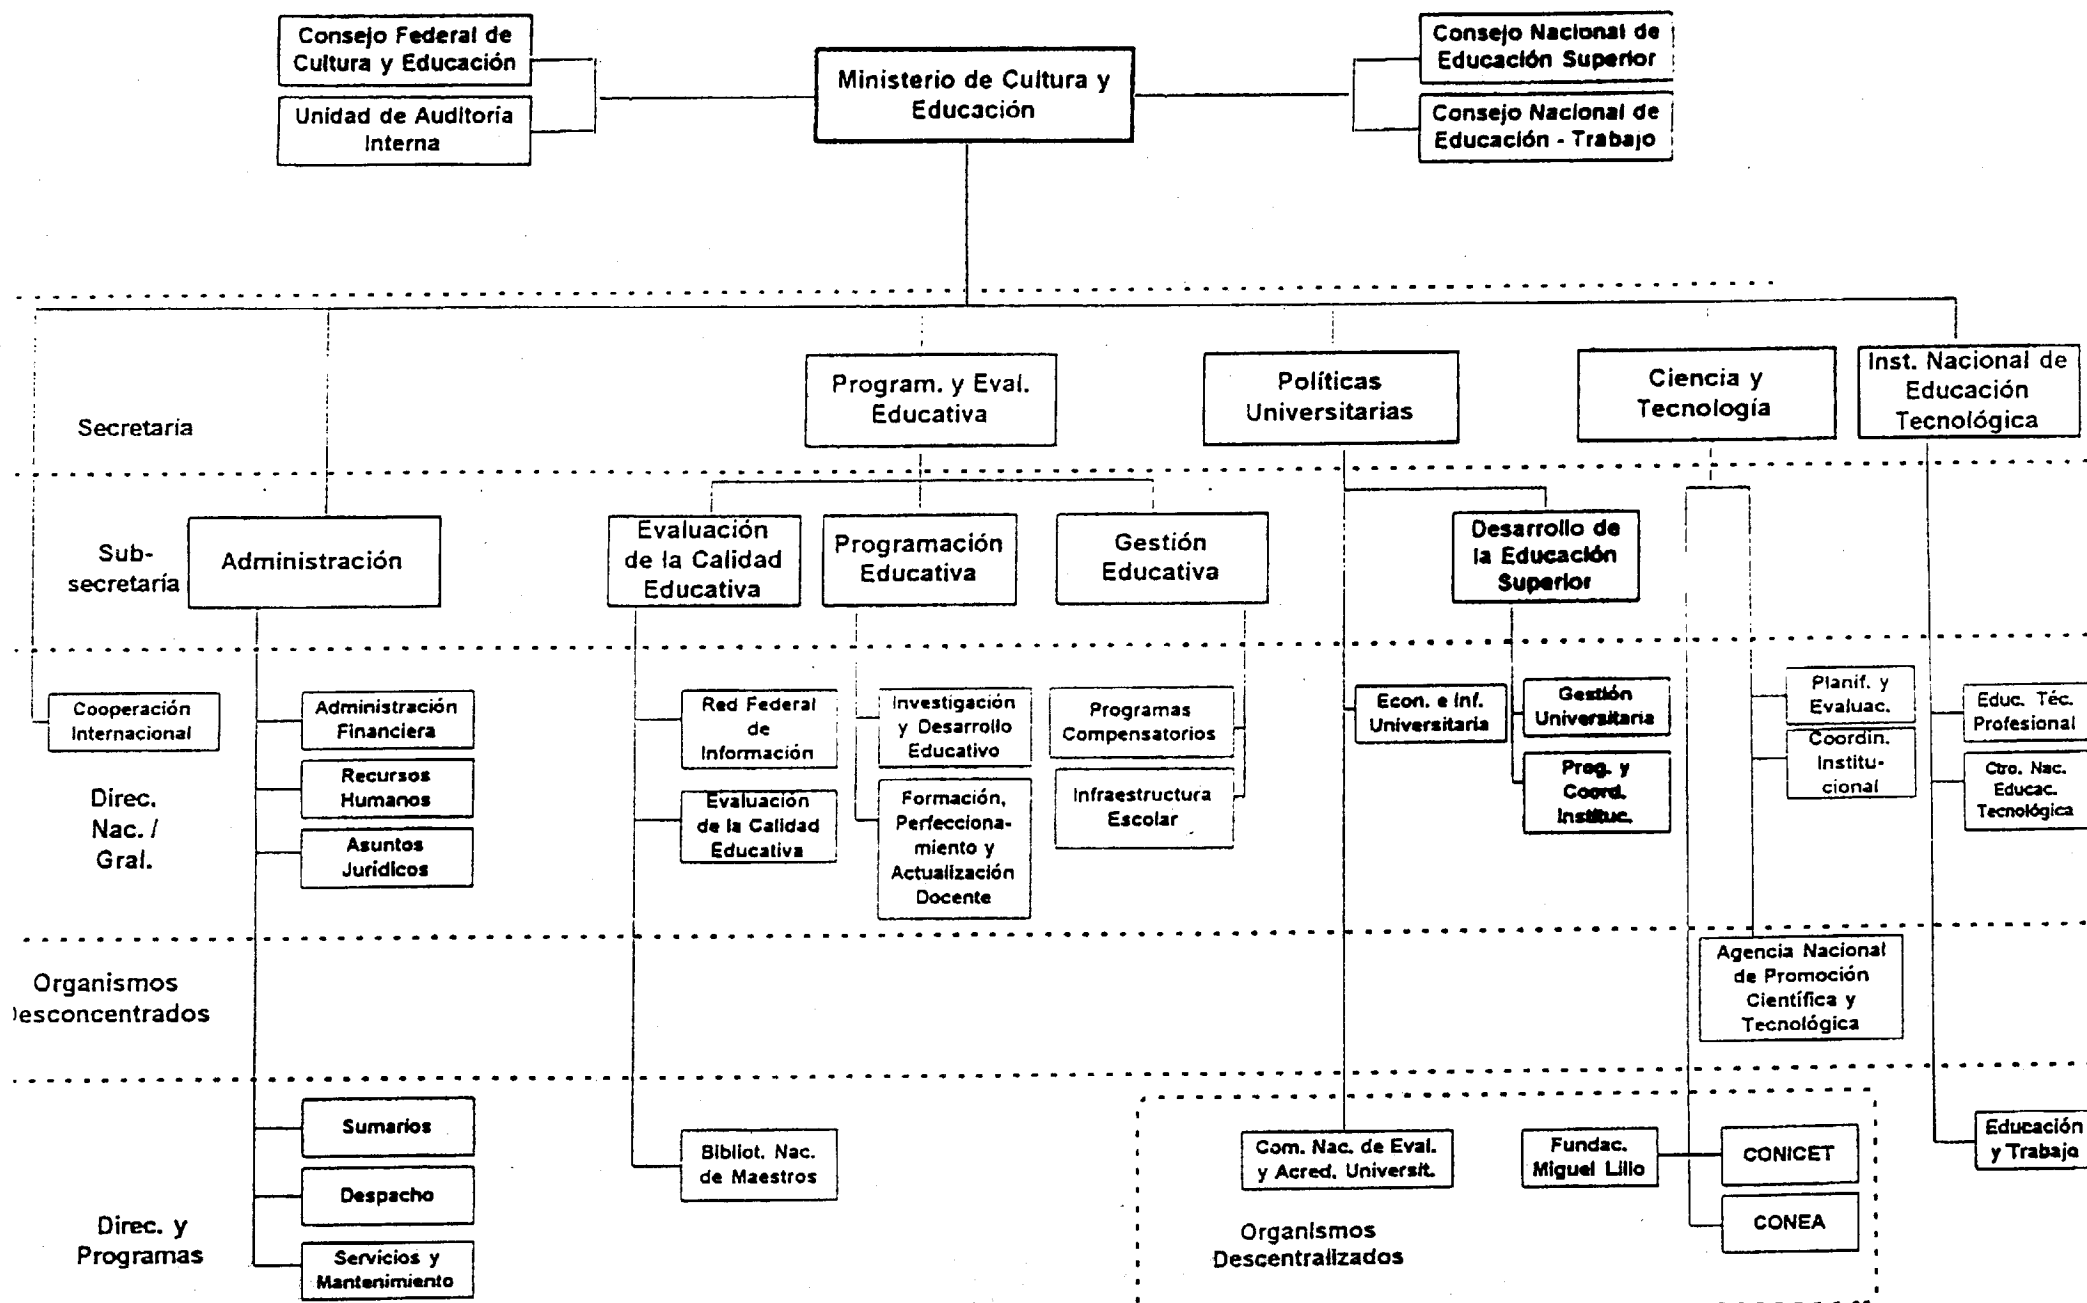 Consejo Federal de
Cultura y Educación
Unidad de Auditoría
Interna
Ministerio de Cultura y
Educación
Consejo Nacional de
Educación Superior
Consejo Nacional de
Educación - Trabajo
Secretaría
Program. y Eval.
Educativa
Políticas
Universitarias
Ciencia y
Tecnología
Inst. Nacional de
Educación
Tecnológica
Sub-
secretaría
Administración
Evaluación
de la Calidad
Educativa
Programación
Educativa
Gestión
Educativa
Desarrollo de
la Educación
Superior
Direc.
Nac. /
Gral.
Cooperación
Internacional
Administración
Financiera
Recursos
Humanos
Asuntos
Jurídicos
Red Federal
de
Información
Evaluación
de la Calidad
Educativa
Investigación
y Desarrollo
Educativo
Formación,
Perfecciona-
miento y
Actualización
Docente
Programas
Compensatorios
Infraestructura
Escolar
Econ. e Inf.
Universitaria
Gestión
Universitaria
Prog. y
Coord.
Instituc.
Planif. y
Evaluac.
Coordin.
Institu-
cional
Educ. Téc.
Profesional
Ctro. Nac.
Educac.
Tecnológica
Organismos
esconcentrados
Agencia Nacional
de Promoción
Científica y
Tecnológica
Direc. y
Programas
Sumarios
Despacho
Servicios y
Mantenimiento
Bibliot. Nac.
de Maestros
Com. Nac. de Eval.
y Acred. Universit.
Fundac.
Miguel Lillo
CONICET
CONEA
Organismos
Descentralizados
Educación
y Trabajo